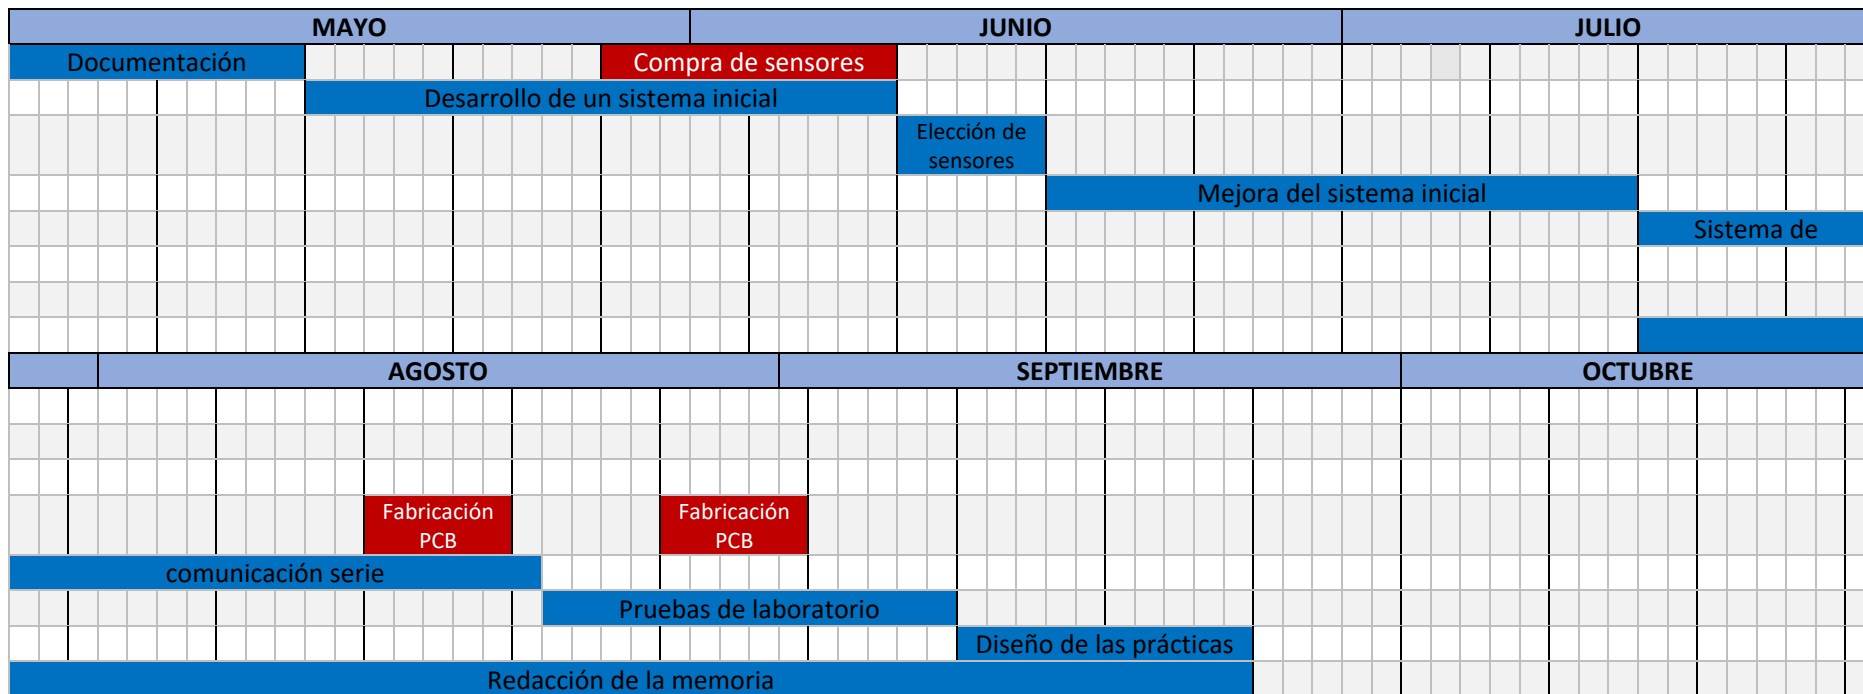 MAYO JUNIO JULIO
Documentación Compra de sensores
Desarrollo de un sistema inicial
Elección de
sensores
Mejora del sistema inicial
Sistema de
AGOSTO SEPTIEMBRE OCTUBRE
Fabricación Fabricación
PCB PCB
comunicación serie
Pruebas de laboratorio
Diseño de las prácticas
Redacción de la memoria